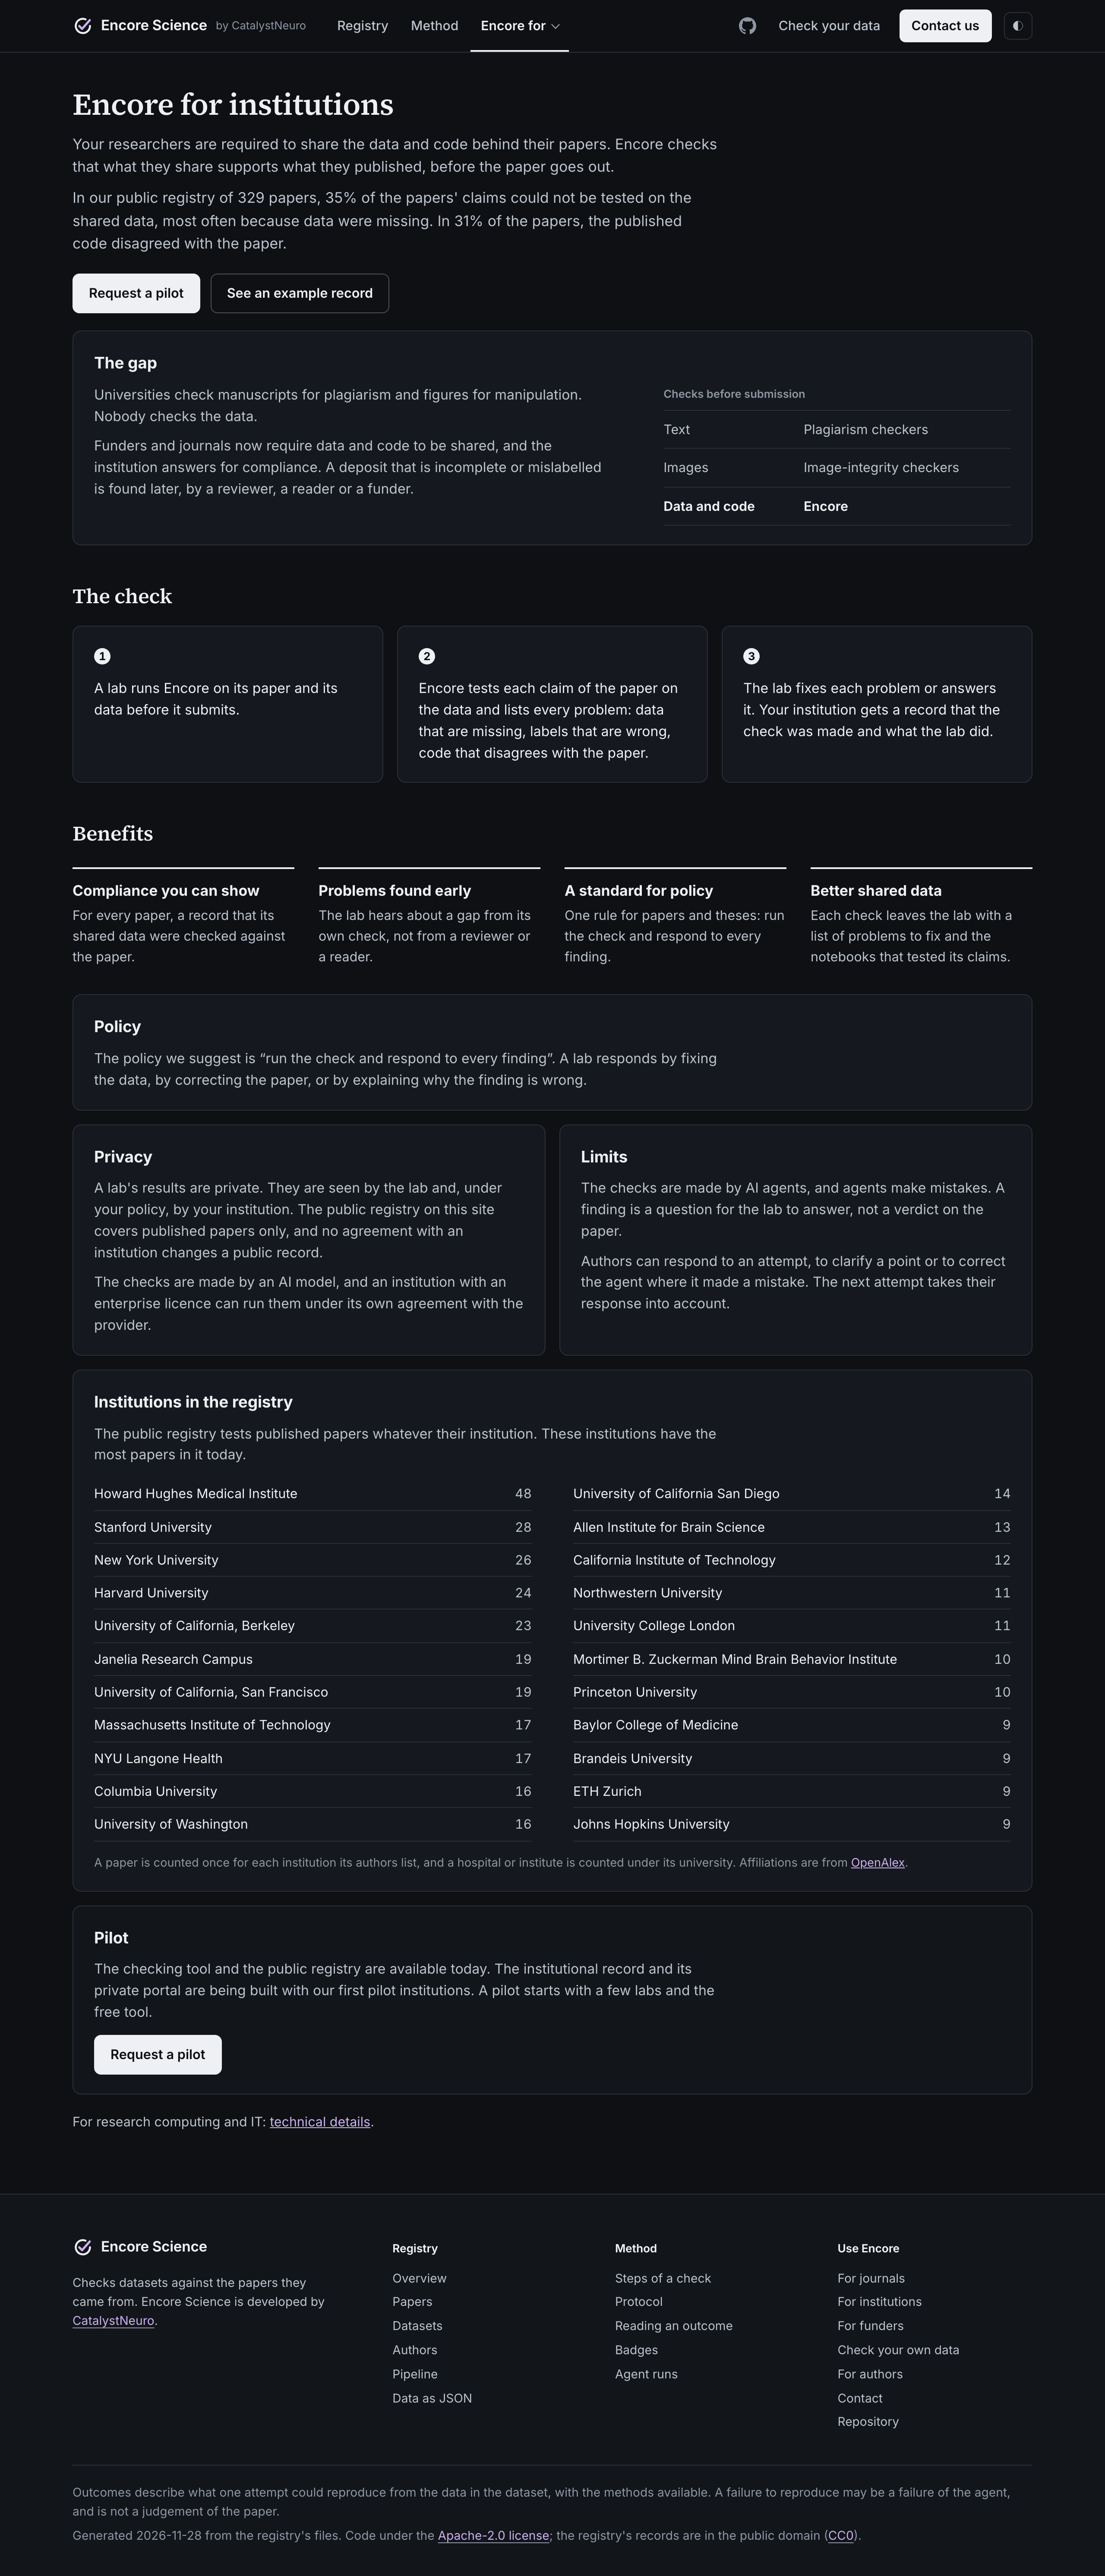 Encore Science by CatalystNeuro Registry Method Encore for Check your data Contact us
Encore for institutions
Your researchers are required to share the data and code behind their papers. Encore checks
that what they share supports what they published, before the paper goes out.
In our public registry of 329 papers, 35% of the papers' claims could not be tested on the
shared data, most often because data were missing. In 31% of the papers, the published
code disagreed with the paper.
Request a pilot See an example record
The gap
Universities check manuscripts for plagiarism and figures for manipulation.
Nobody checks the data.
Funders and journals now require data and code to be shared, and the
institution answers for compliance. A deposit that is incomplete or mislabelled
is found later, by a reviewer, a reader or a funder.
Checks before submission
Text Plagiarism checkers
Images Image-integrity checkers
Data and code Encore
The check
1
A lab runs Encore on its paper and its
data before it submits.
2
Encore tests each claim of the paper on
the data and lists every problem: data
that are missing, labels that are wrong,
code that disagrees with the paper.
3
The lab fixes each problem or answers
it. Your institution gets a record that the
check was made and what the lab did.
Benefits
Compliance you can show
For every paper, a record that its
shared data were checked against
the paper.
Problems found early
The lab hears about a gap from its
own check, not from a reviewer or
a reader.
A standard for policy
One rule for papers and theses: run
the check and respond to every
finding.
Better shared data
Each check leaves the lab with a
list of problems to fix and the
notebooks that tested its claims.
Policy
The policy we suggest is “run the check and respond to every finding”. A lab responds by fixing
the data, by correcting the paper, or by explaining why the finding is wrong.
Privacy
A lab's results are private. They are seen by the lab and, under
your policy, by your institution. The public registry on this site
covers published papers only, and no agreement with an
institution changes a public record.
The checks are made by an AI model, and an institution with an
enterprise licence can run them under its own agreement with the
provider.
Limits
The checks are made by AI agents, and agents make mistakes. A
finding is a question for the lab to answer, not a verdict on the
paper.
Authors can respond to an attempt, to clarify a point or to correct
the agent where it made a mistake. The next attempt takes their
response into account.
Institutions in the registry
The public registry tests published papers whatever their institution. These institutions have the
most papers in it today.
Howard Hughes Medical Institute 48
Stanford University 28
New York University 26
Harvard University 24
University of California, Berkeley 23
Janelia Research Campus 19
University of California, San Francisco 19
Massachusetts Institute of Technology 17
NYU Langone Health 17
Columbia University 16
University of Washington 16
University of California San Diego 14
Allen Institute for Brain Science 13
California Institute of Technology 12
Northwestern University 11
University College London 11
Mortimer B. Zuckerman Mind Brain Behavior Institute 10
Princeton University 10
Baylor College of Medicine 9
Brandeis University 9
ETH Zurich 9
Johns Hopkins University 9
A paper is counted once for each institution its authors list, and a hospital or institute is counted under its university. Affiliations are from OpenAlex.
Pilot
The checking tool and the public registry are available today. The institutional record and its
private portal are being built with our first pilot institutions. A pilot starts with a few labs and the
free tool.
Request a pilot
For research computing and IT: technical details.
Encore Science
Checks datasets against the papers they
came from. Encore Science is developed by
CatalystNeuro.
Registry
Overview
Papers
Datasets
Authors
Pipeline
Data as JSON
Method
Steps of a check
Protocol
Reading an outcome
Badges
Agent runs
Use Encore
For journals
For institutions
For funders
Check your own data
For authors
Contact
Repository
Outcomes describe what one attempt could reproduce from the data in the dataset, with the methods available. A failure to reproduce may be a failure of the agent,
and is not a judgement of the paper.
Generated 2026-11-28 from the registry's files. Code under the Apache-2.0 license; the registry's records are in the public domain (CC0).